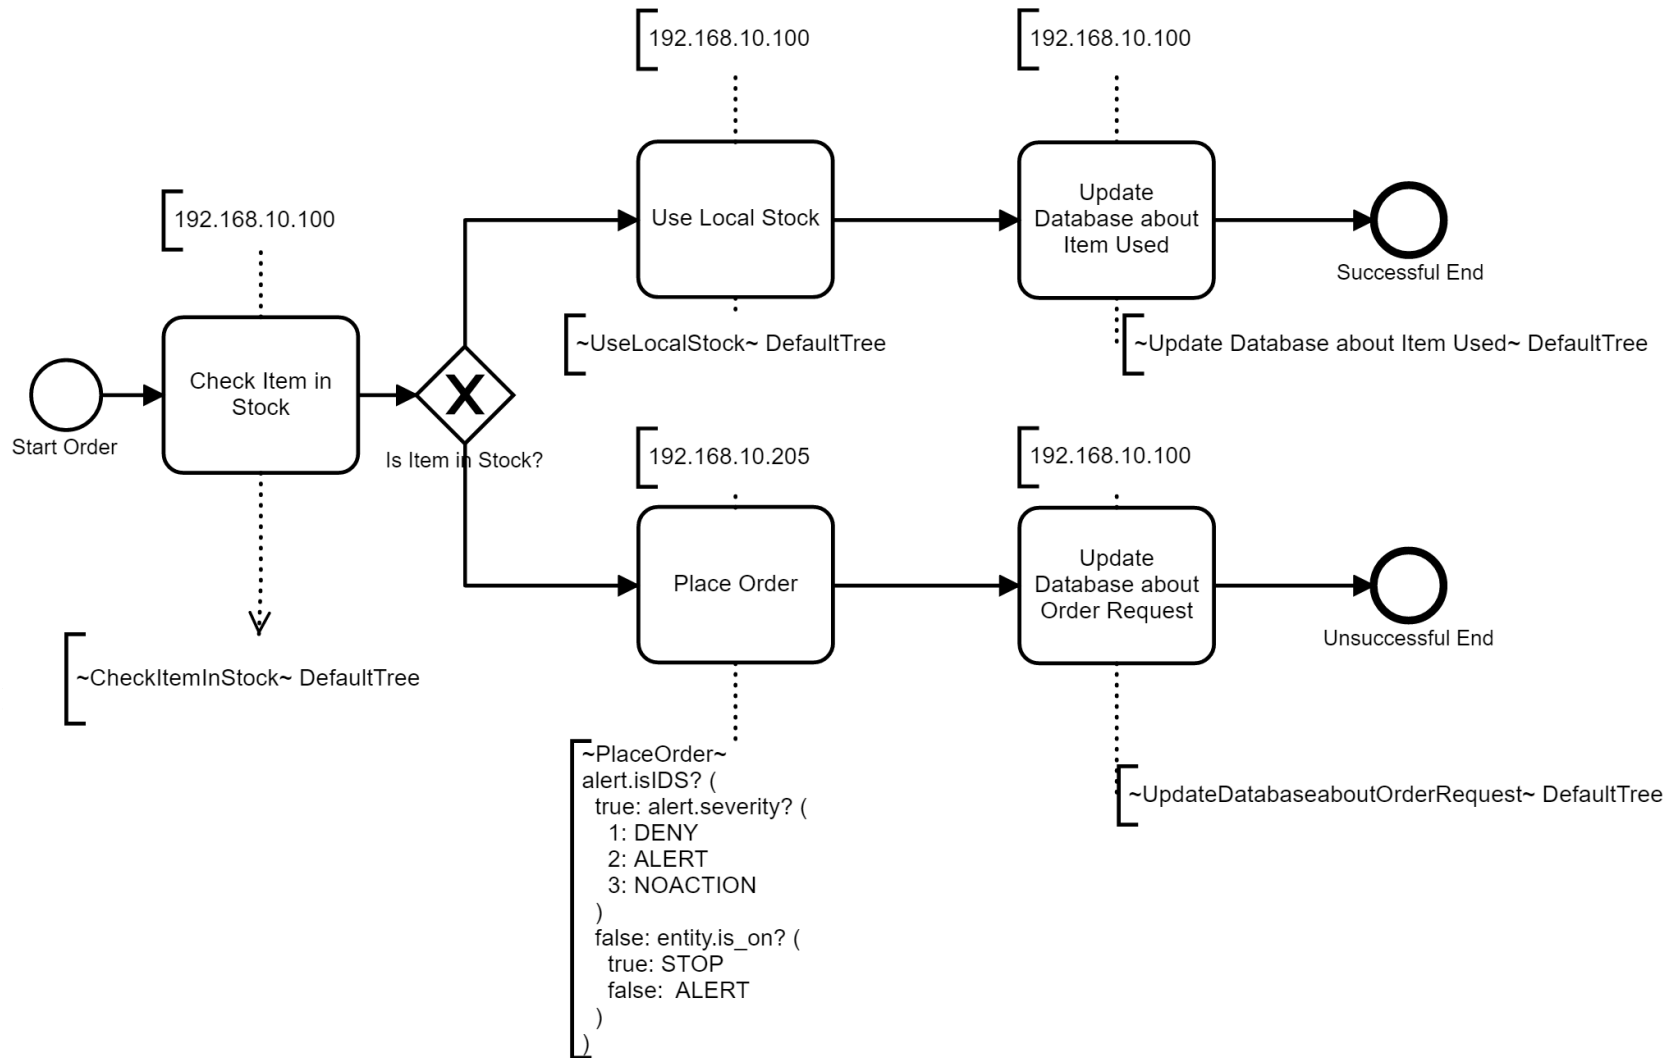 192.168.10.100
192.168.10.100
192.168.10.100
Use Local Stock
Update
Database about
Item Used
Successful End
~UseLocalStock~ DefaultTree
~Update Database about Item Used~ DefaultTree
Check Item in
Stock
X
Start Order
Is Item in Stock?
192.168.10.205
192.168.10.100
Place Order
Update
Database about
Order Request
Unsuccessful End
~CheckItemInStock~ DefaultTree
~PlaceOrder~
alert.isIDS? (
true: alert.severity? (
1: DENY
2: ALERT
3: NOACTION
)
false: entity.is_on? (
true: STOP
false:  ALERT
)
)
~UpdateDatabaseaboutOrderRequest~ DefaultTree